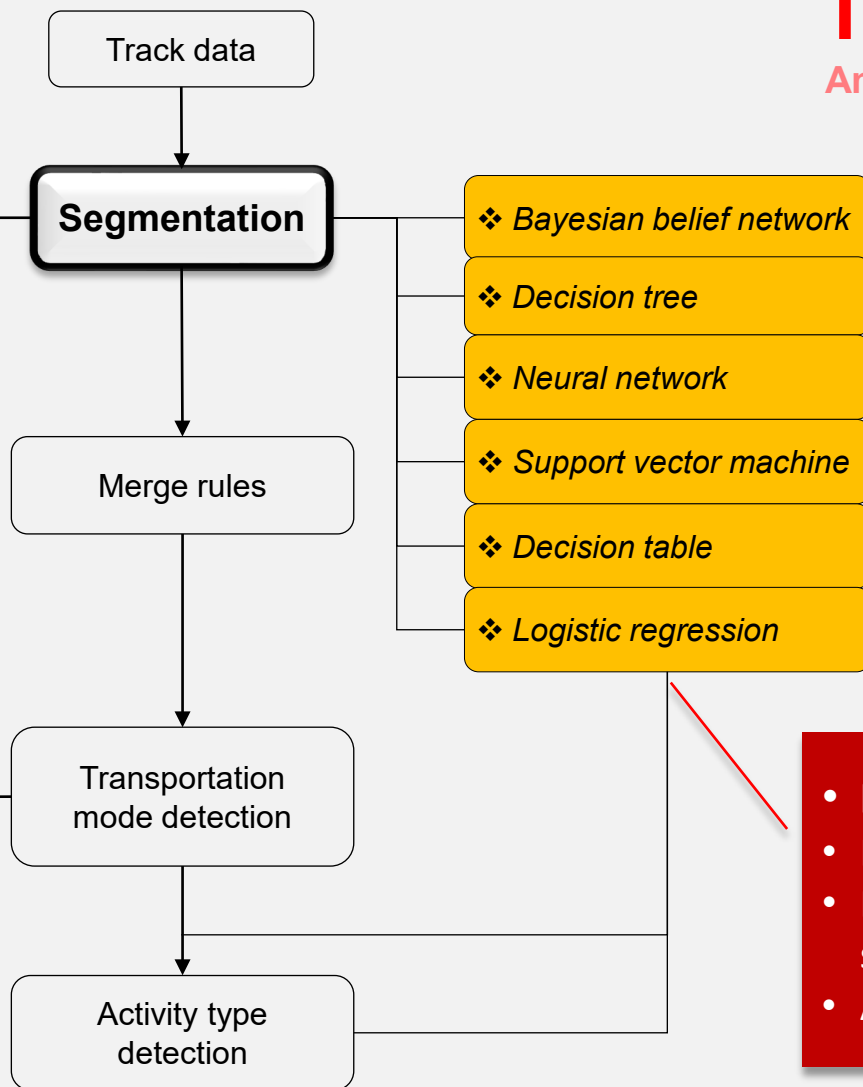 Track data
Segmentation
❖ Bayesian belief network
❖ Decision tree
❖ Neural network
❖ Support vector machine
❖ Decision table
❖ Logistic regression
Merge rules
Transportation
mode detection
Activity type
detection